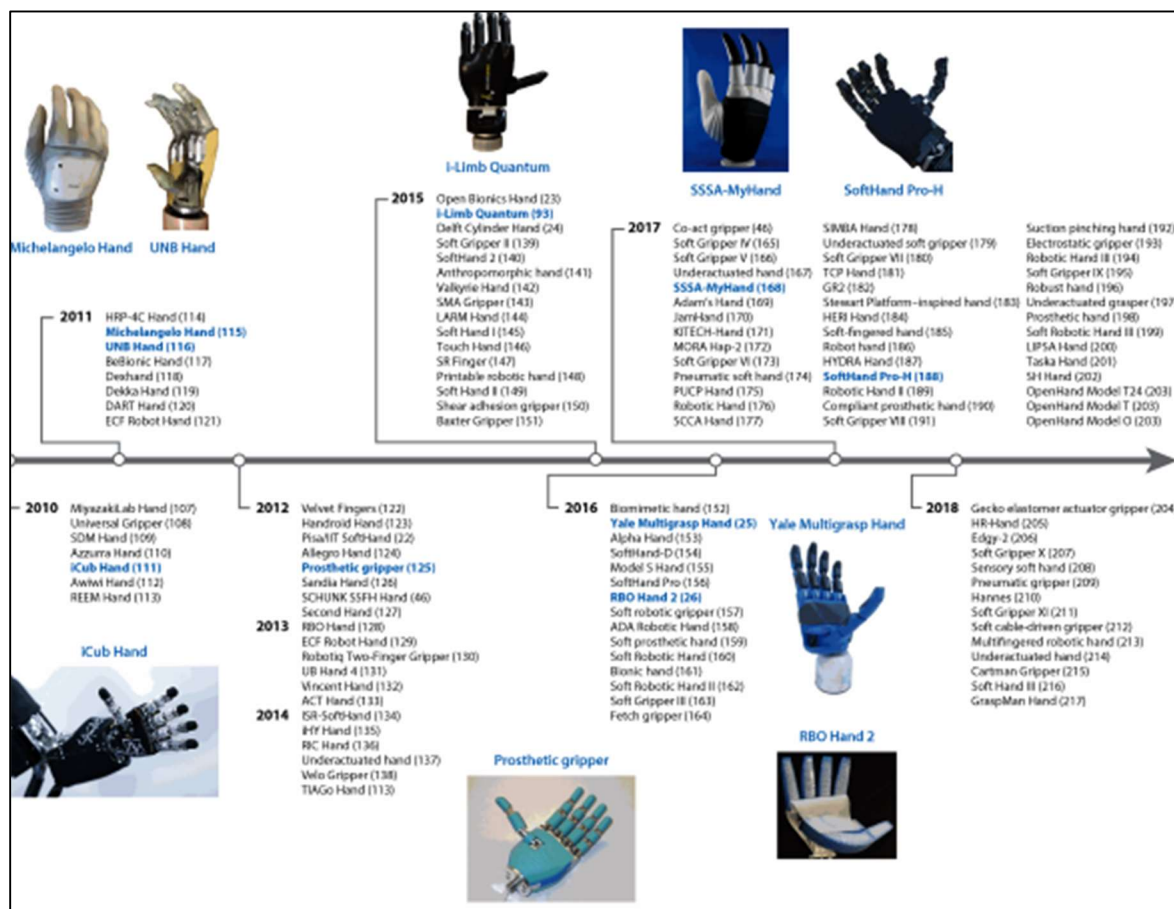 Michelangelo Hand
UNB Hand
i-Limb Quantum
SSSA-MyHand
SoftHand Pro-H
2011
HRP-4C Hand (114)
Michelangelo Hand (115)
UNB Hand (116)
BeBionic Hand (117)
Dexhand (118)
Dekka Hand (119)
DART Hand (120)
ECF Robot Hand (121)
2015
Open Bionics Hand (23)
i-Limb Quantum (93)
Delft Cylinder Hand (24)
Soft Gripper II (139)
SoftHand 2 (140)
Anthropomorphic hand (141)
Valkyrie Hand (142)
SMA Gripper (143)
LARM Hand (144)
Soft Hand I (145)
Touch Hand (146)
SR Finger (147)
Printable robotic hand (148)
Soft Hand II (149)
Shear adhesion gripper (150)
Baxter Gripper (151)
2017
Co-act gripper (46)
Soft Gripper IV (165)
Soft Gripper V (166)
Underactuated hand (167)
SSSA-MyHand (168)
Adam's Hand (169)
JamHand (170)
KITECH-Hand (171)
MORA Hap-2 (172)
Soft Gripper VI (173)
Pneumatic soft hand (174)
PUCP Hand (175)
Robotic Hand (176)
SCCA Hand (177)
SIMBA Hand (178)
Underactuated soft gripper (179)
Soft Gripper VII (180)
TCP Hand (181)
GR2 (182)
Stewart Platform–inspired hand (183)
HERI Hand (184)
Soft-fingered hand (185)
Robot hand (186)
HYDRA Hand (187)
SoftHand Pro-H (188)
Robotic Hand II (189)
Compliant prosthetic hand (190)
Soft Gripper VIII (191)
Suction pinching hand (192)
Electrostatic gripper (193)
Robotic Hand III (194)
Soft Gripper IX (195)
Robust hand (196)
Underactuated grasper (197
Prosthetic hand (198)
Soft Robotic Hand III (199)
LIPSA Hand (200)
Taska Hand (201)
SH Hand (202)
OpenHand Model T24 (203)
OpenHand Model T (203)
OpenHand Model O (203)
2010
MiyazakiLab Hand (107)
Universal Gripper (108)
SDM Hand (109)
Azzurra Hand (110)
iCub Hand (111)
Awiwi Hand (112)
REEM Hand (113)
iCub Hand
2012
Velvet Fingers (122)
Handroid Hand (123)
Pisa/IIT SoftHand (22)
Allegro Hand (124)
Prosthetic gripper (125)
Sandia Hand (126)
SCHUNK S5FH Hand (46)
Second Hand (127)
2013
RBO Hand (128)
ECF Robot Hand (129)
Robotiq Two-Finger Gripper (130)
UB Hand 4 (131)
Vincent Hand (132)
ACT Hand (133)
2014
ISR-SoftHand (134)
iHY Hand (135)
RIC Hand (136)
Underactuated hand (137)
Velo Gripper (138)
TIAGo Hand (113)
Prosthetic gripper
2016
Biomimetic hand (152)
Yale Multigrasp Hand (25)
Alpha Hand (153)
SoftHand-D (154)
Model S Hand (155)
SoftHand Pro (156)
RBO Hand 2 (26)
Soft robotic gripper (157)
ADA Robotic Hand (158)
Soft prosthetic hand (159)
Soft Robotic Hand (160)
Bionic hand (161)
Soft Robotic Hand II (162)
Soft Gripper III (163)
Fetch gripper (164)
Yale Multigrasp Hand
RBO Hand 2
2018
Gecko elastomer actuator gripper (204
HR-Hand (205)
Edgy-2 (206)
Soft Gripper X (207)
Sensory soft hand (208)
Pneumatic gripper (209)
Hannes (210)
Soft Gripper XI (211)
Soft cable-driven gripper (212)
Multifingered robotic hand (213)
Underactuated hand (214)
Cartman Gripper (215)
Soft Hand III (216)
GraspMan Hand (217)